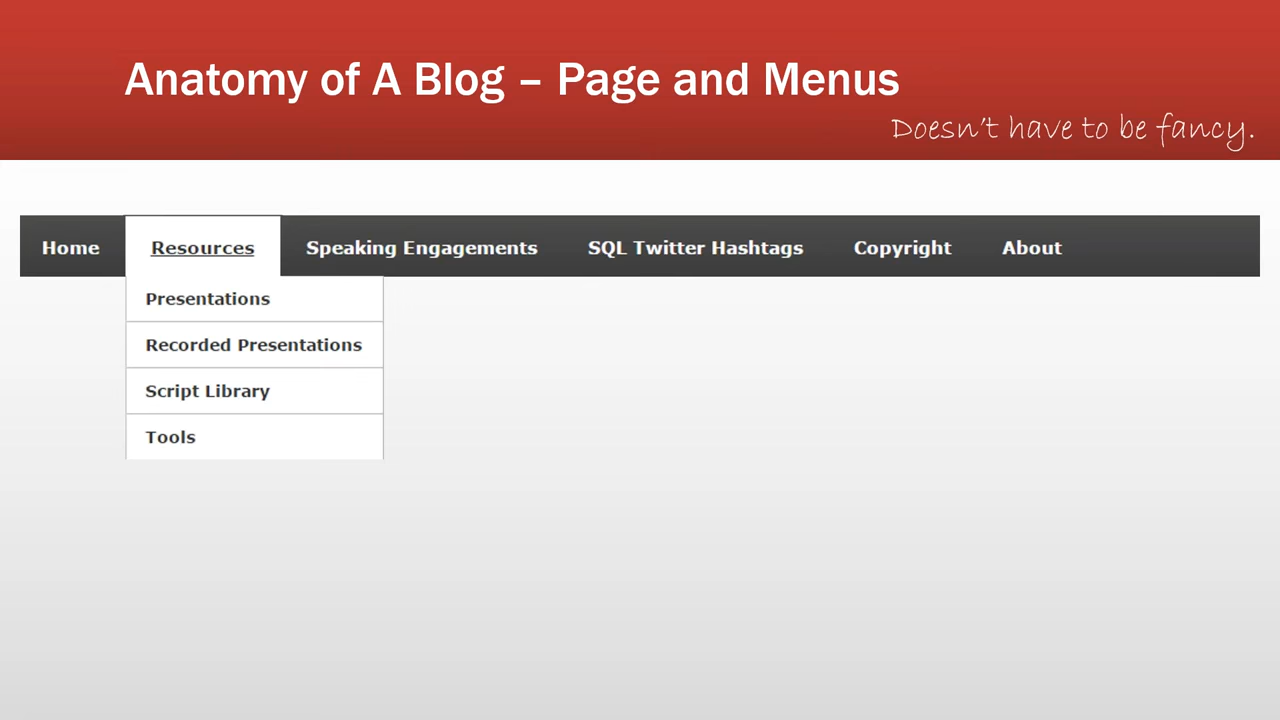 Anatomy of A Blog – Page and Menus
Doesn't have to be fancy.
Home Resources Speaking Engagements SQL Twitter Hashtags Copyright About
Presentations
Recorded Presentations
Script Library
Tools